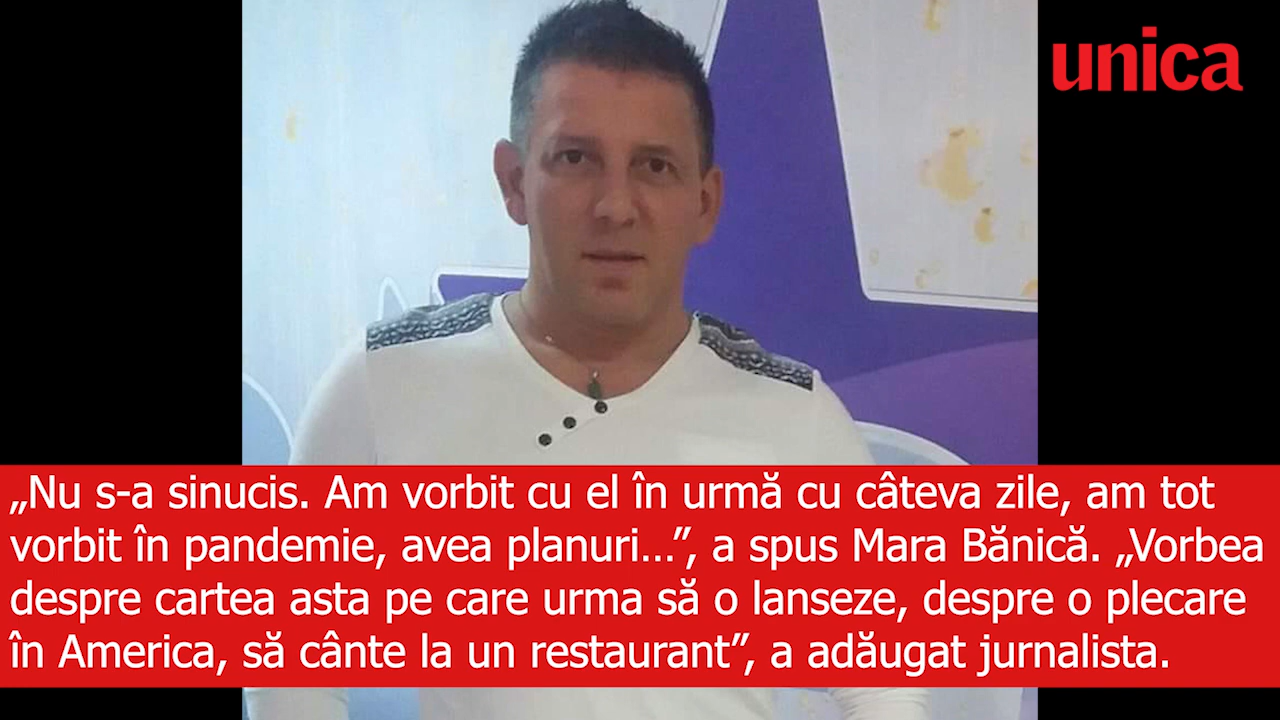 unica
„Nu s-a sinucis. Am vorbit cu el în urmă cu câteva zile, am tot
vorbit în pandemie, avea planuri...”, a spus Mara Bănică. „Vorbea
despre cartea asta pe care urma să o lanseze, despre o plecare
în America, să cânte la un restaurant”, a adăugat jurnalista.